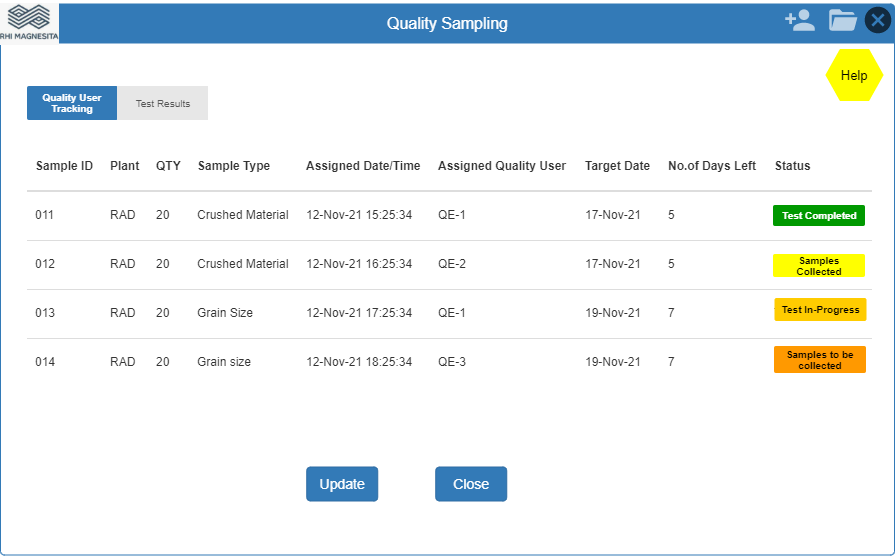 RHI MAGNESITA
Quality Sampling
Help
Quality User
Tracking
Test Results
Sample ID Plant QTY Sample Type Assigned Date/Time Assigned Quality User Target Date No.of Days Left Status
011 RAD 20 Crushed Material 12-Nov-21 15:25:34 QE-1 17-Nov-21 5 Test Completed
012 RAD 20 Crushed Material 12-Nov-21 16:25:34 QE-2 17-Nov-21 5 Samples
Collected
013 RAD 20 Grain Size 12-Nov-21 17:25:34 QE-1 19-Nov-21 7 Test In-Progress
014 RAD 20 Grain size 12-Nov-21 18:25:34 QE-3 19-Nov-21 7 Samples to be
collected
Update Close